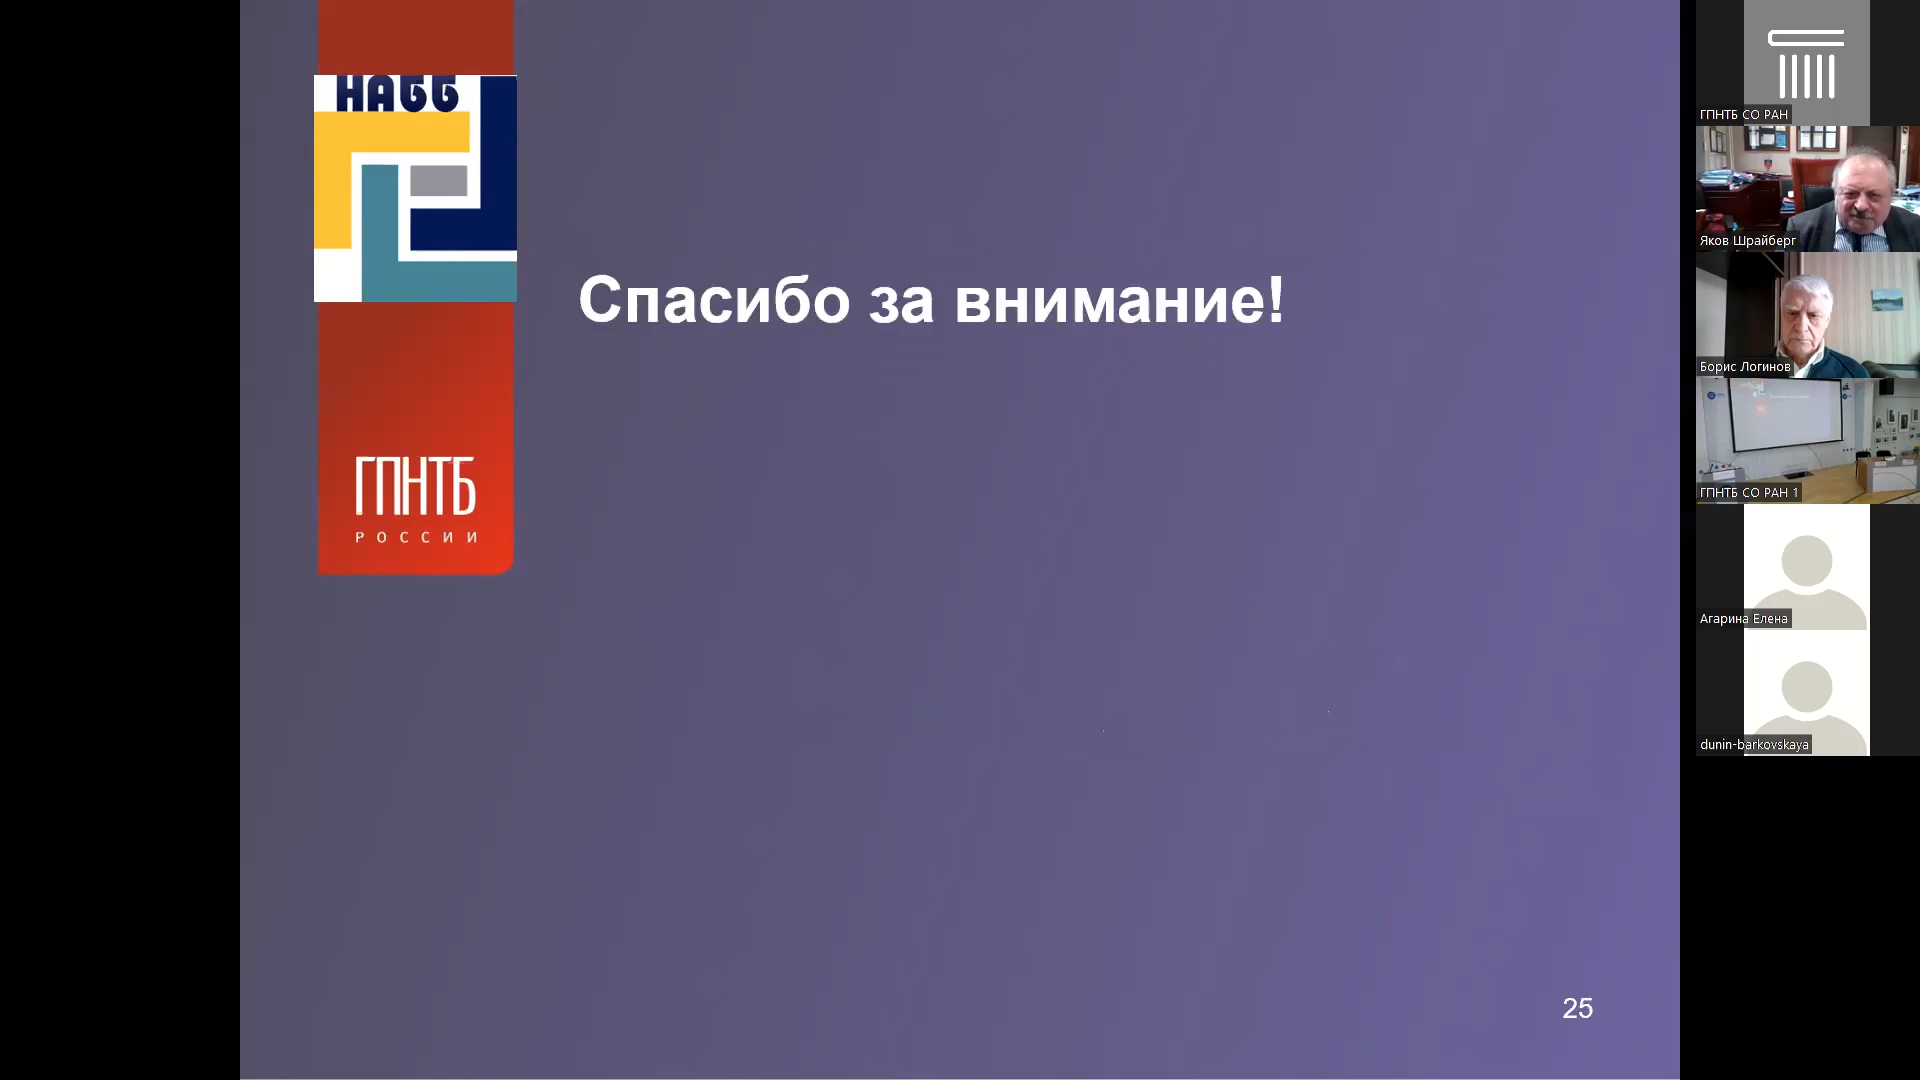 НАББ
Спасибо за внимание!
ГПНТБ
РОССИИ
25
ГПНТБ СО РАН
Яков Шрайберг
Борис Логинов
ГПНТБ СО РАН 1
Агарина Елена
dunin-barkovskaya